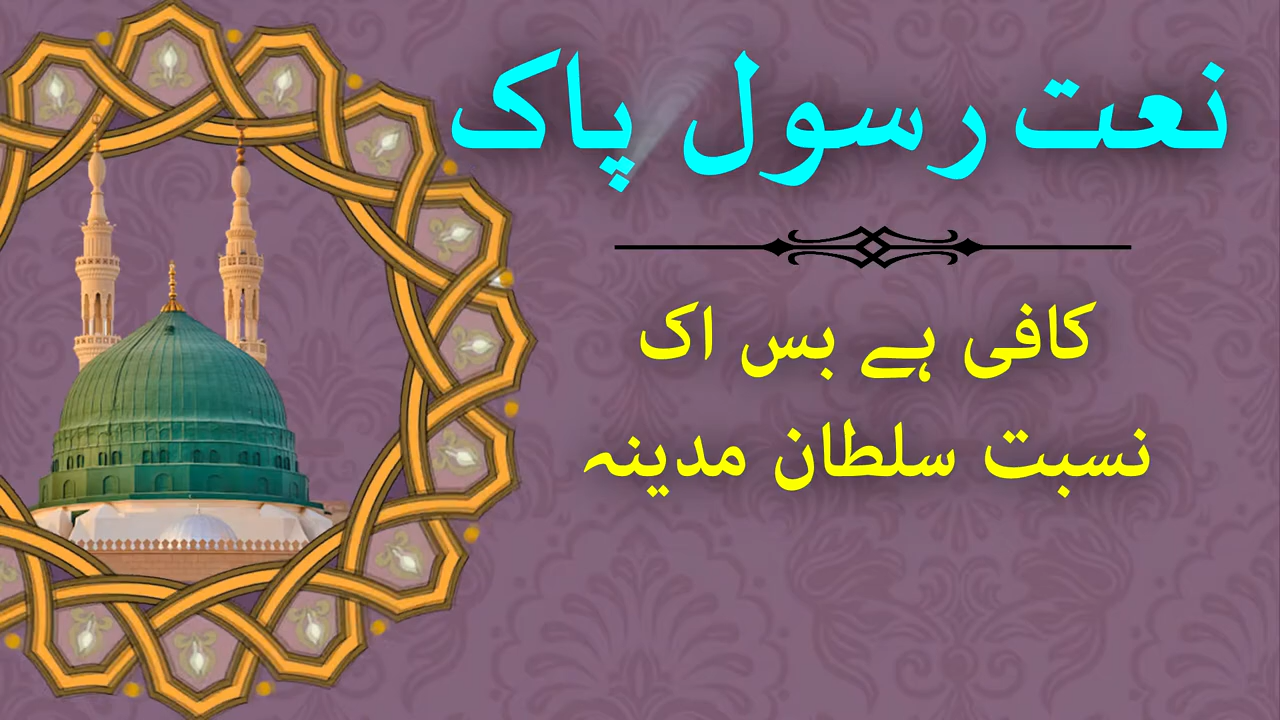 نعت رسول پاک
کافی ہے بس اک
نسبت سلطان مدینہ